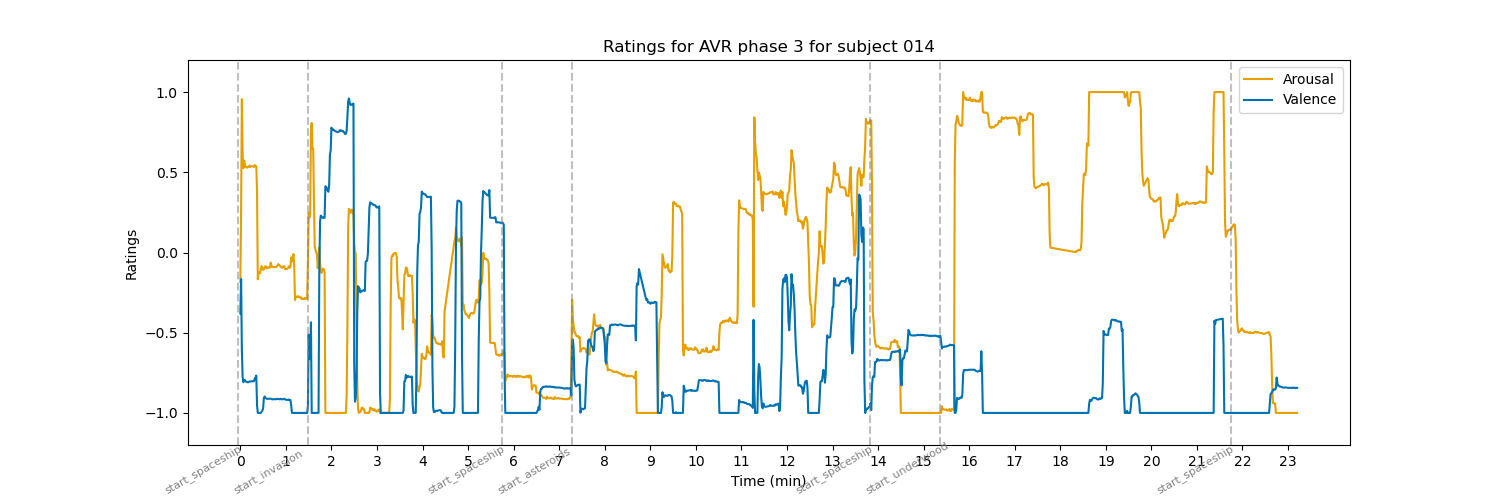 Ratings for AVR phase 3 for subject 014
Arousal
Valence
Ratings
1.0
0.5
0.0
−0.5
−1.0
0 1 2 3 4 5 6 7 8 9 10 11 12 13 14 15 16 17 18 19 20 21 22 23
start_spaceship start_invasion start_spaceship start_asteroids start_spaceship start_underwood start_spaceship
Time (min)